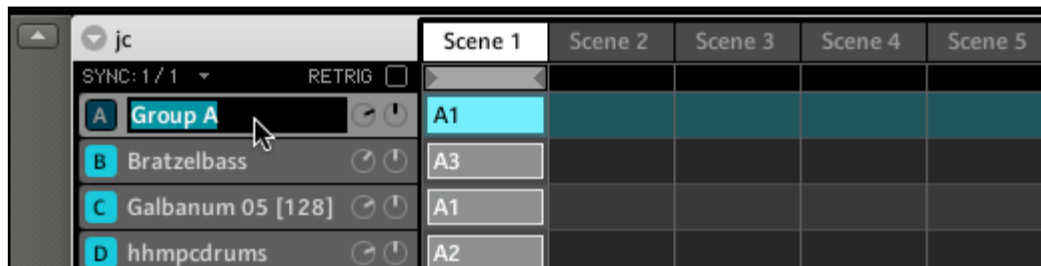 jc Scene 1 Scene 2 Scene 3 Scene 4 Scene 5
SYNC: 1 / 1 RETRIG
A Group A A1
B Bratzelbass A3
C Galbanum 05 [128] A1
D hhmpcdrums A2